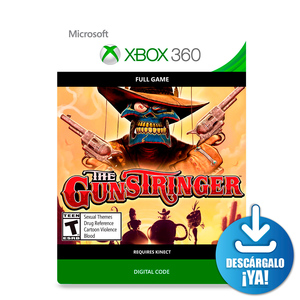 Microsoft
XBOX 360
FULL GAME
THE
GUNSTRINGER
TEEN
T
ESRB
Sexual Themes
Drug Reference
Cartoon Violence
Blood
REQUIRES KINECT
DIGITAL CODE
DESCÁRGALO
¡YA!